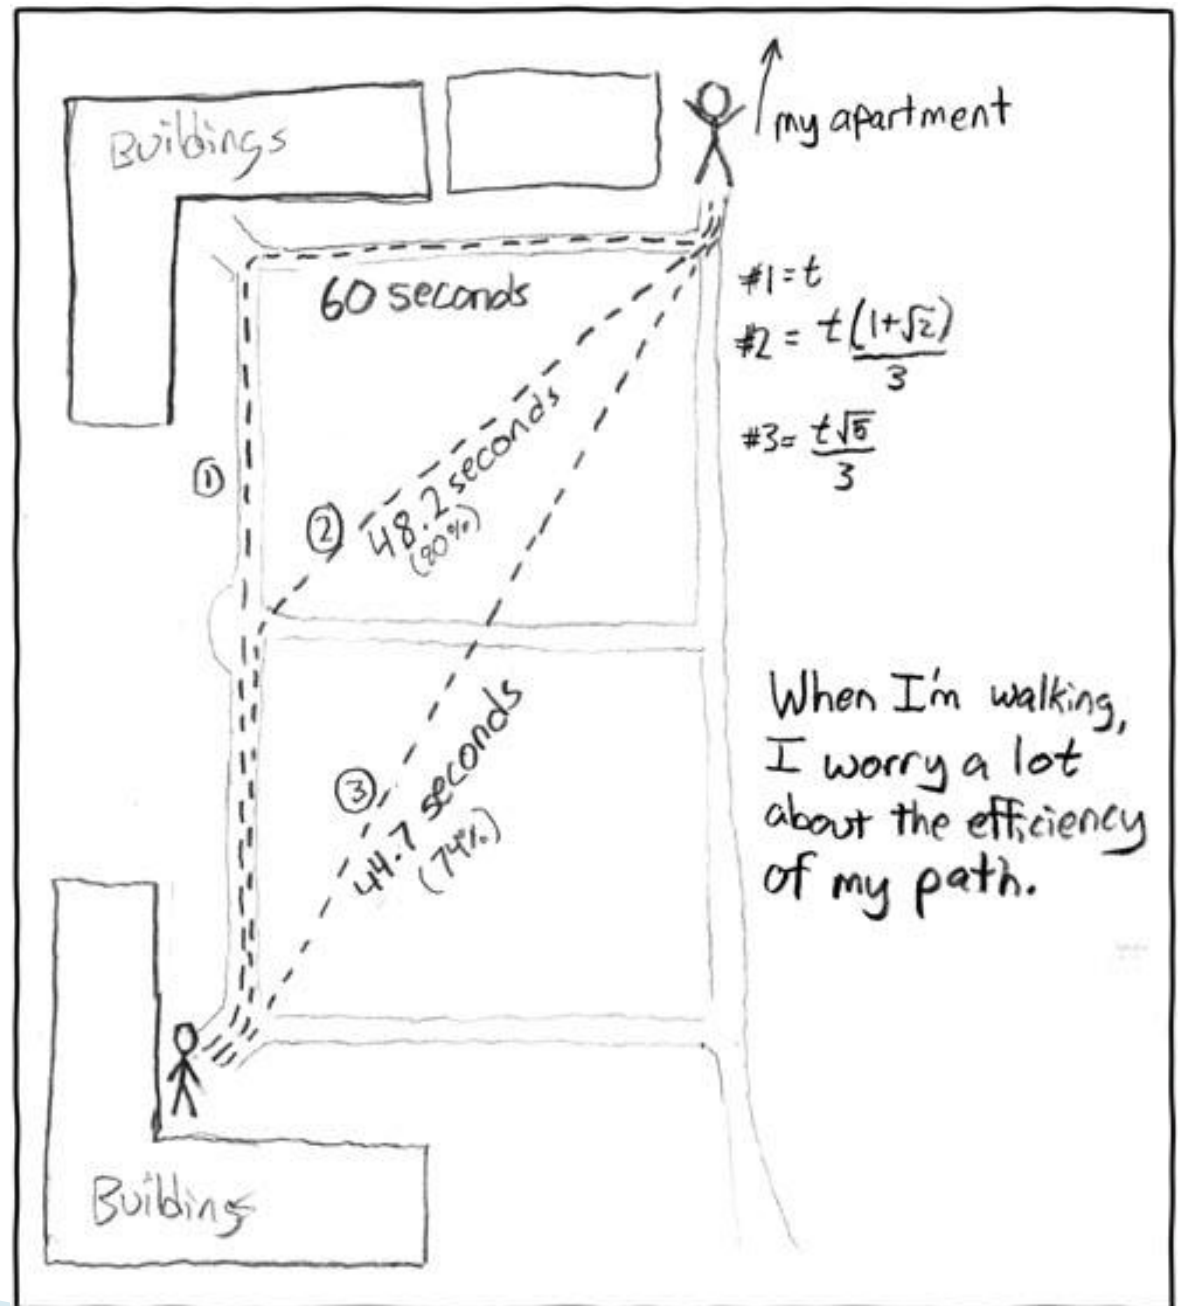 Buildings
my apartment
60 seconds
#1 = t
#2 = t(1+√2)/3
#3 = t√5/3
①
②
48.2 seconds
(80%)
③
44.7 seconds
(74%)
When I'm walking,
I worry a lot
about the efficiency
of my path.
Buildings